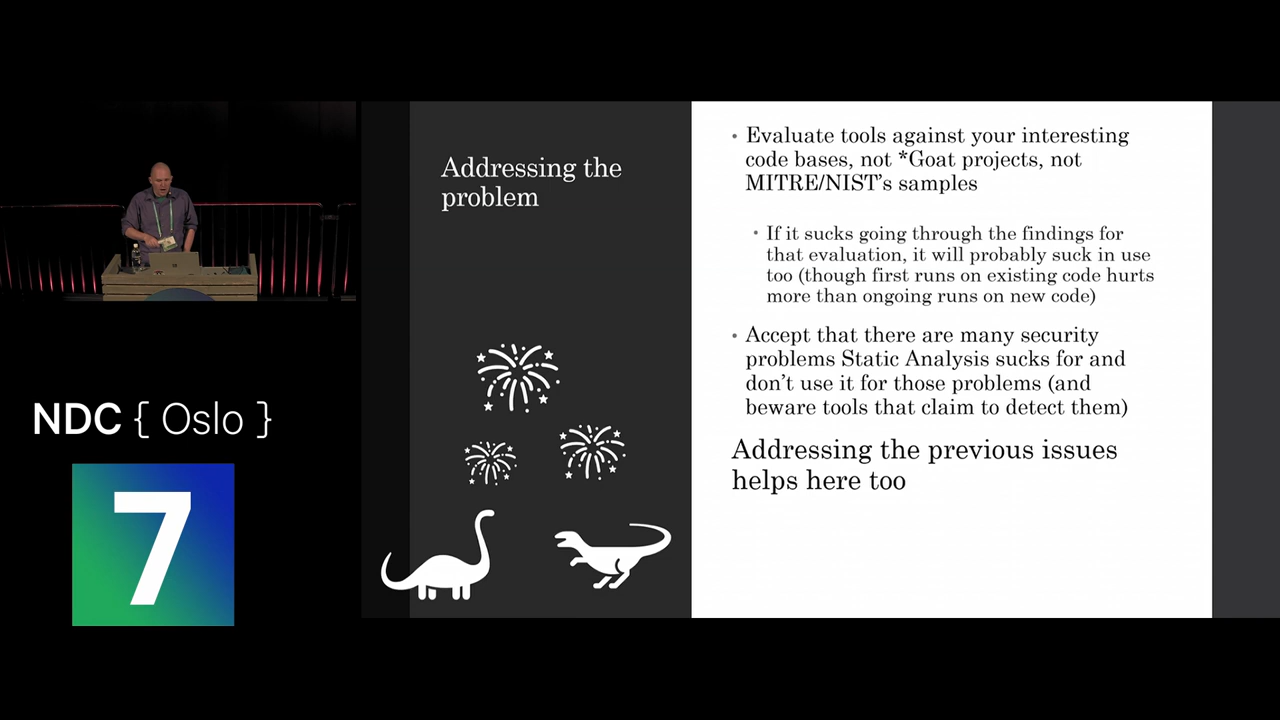 Addressing the
problem
• Evaluate tools against your interesting
code bases, not *Goat projects, not
MITRE/NIST's samples
• If it sucks going through the findings for
that evaluation, it will probably suck in use
too (though first runs on existing code hurts
more than ongoing runs on new code)
• Accept that there are many security
problems Static Analysis sucks for and
don't use it for those problems (and
beware tools that claim to detect them)
Addressing the previous issues
helps here too
NDC { Oslo }
7